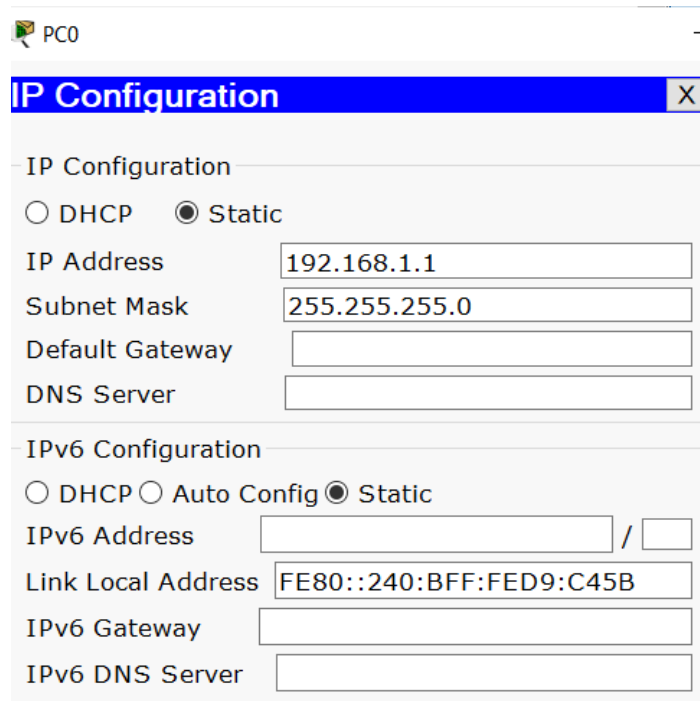 PC0
IP Configuration X
IP Configuration
DHCP Static
IP Address 192.168.1.1
Subnet Mask 255.255.255.0
Default Gateway
DNS Server
IPv6 Configuration
DHCP Auto Config Static
IPv6 Address /
Link Local Address FE80::240:BFF:FED9:C45B
IPv6 Gateway
IPv6 DNS Server